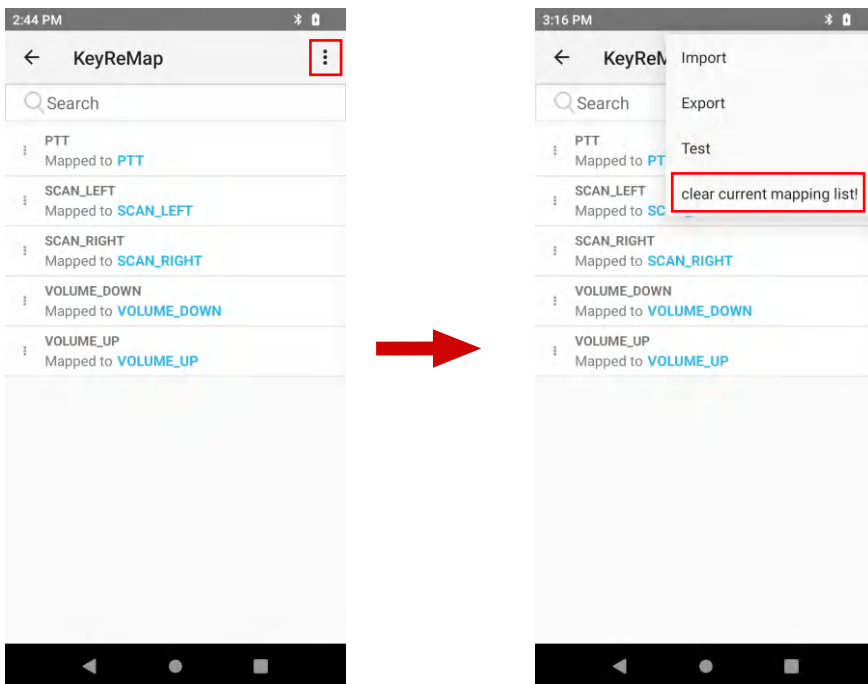 2:44 PM
KeyReMap
Search
PTT
Mapped to PTT
SCAN_LEFT
Mapped to SCAN_LEFT
SCAN_RIGHT
Mapped to SCAN_RIGHT
VOLUME_DOWN
Mapped to VOLUME_DOWN
VOLUME_UP
Mapped to VOLUME_UP
3:16 PM
KeyReM
Search
PTT
Mapped to PT
SCAN_LEFT
Mapped to SC
SCAN_RIGHT
Mapped to SCAN_RIGHT
VOLUME_DOWN
Mapped to VOLUME_DOWN
VOLUME_UP
Mapped to VOLUME_UP
Import
Export
Test
clear current mapping list!